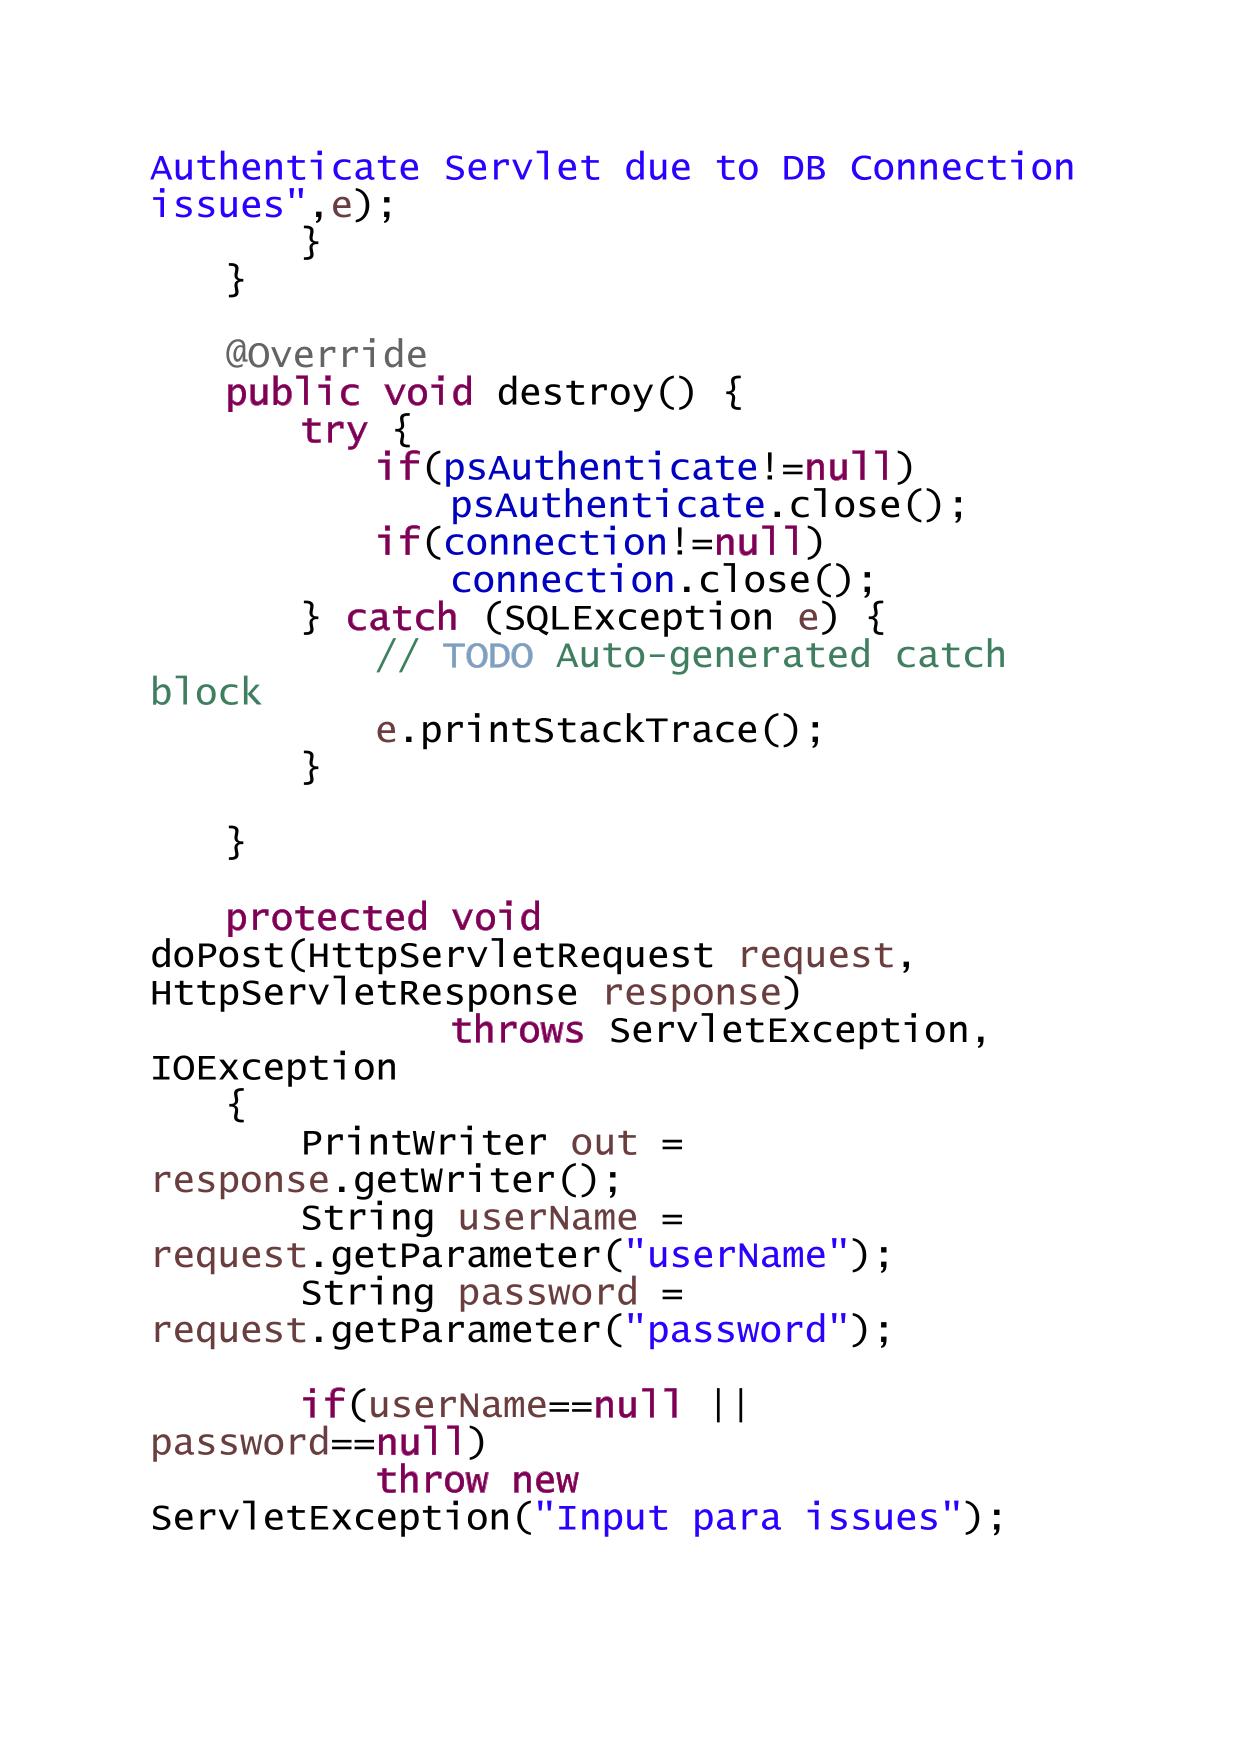 Authenticate Servlet due to DB Connection
issues",e);
}
}
@Override
public void destroy() {
try {
if(psAuthenticate!=null)
psAuthenticate.close();
if(connection!=null)
connection.close();
} catch (SQLException e) {
// TODO Auto-generated catch
block
e.printStackTrace();
}
}
protected void
doPost(HttpServletRequest request,
HttpServletResponse response)
throws ServletException,
IOException
{
PrintWriter out =
response.getWriter();
String userName =
request.getParameter("userName");
String password =
request.getParameter("password");
if(userName==null ||
password==null)
throw new
ServletException("Input para issues");